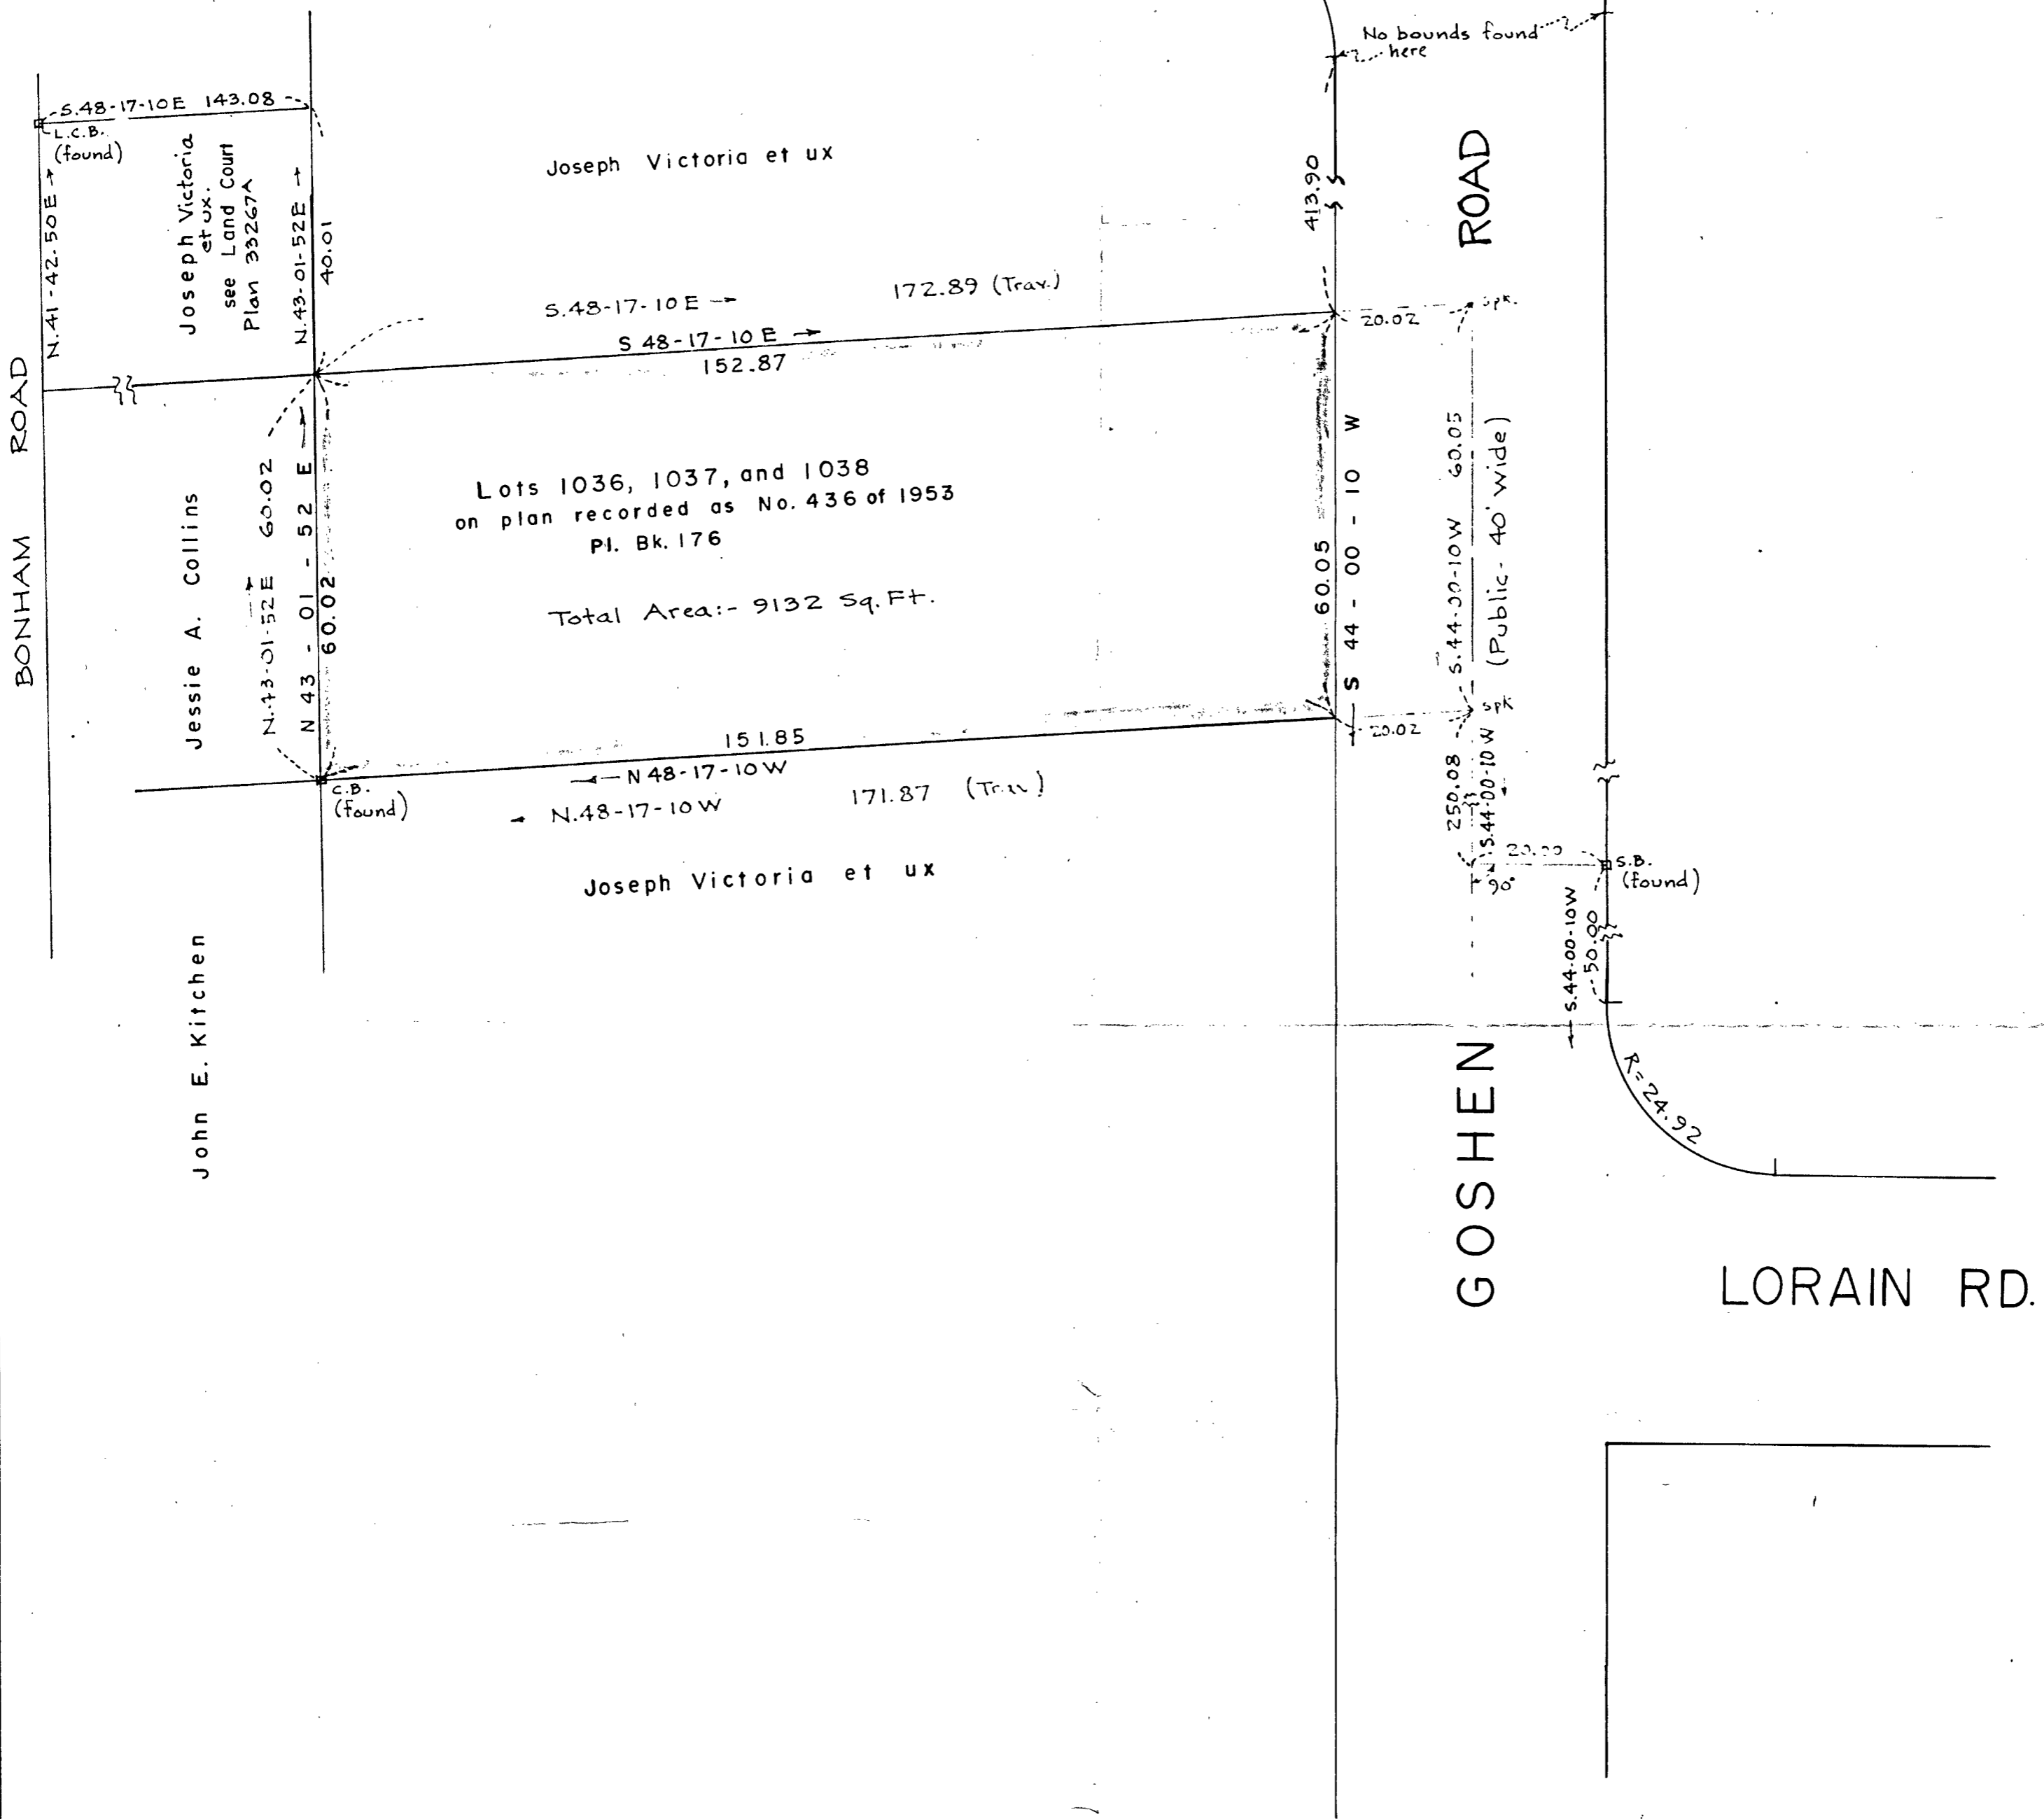 No bounds found
here
S.48-17-10E 143.08
L.C.B.
(found)
N.41-42-50E
Joseph Victoria
et ux.
see Land Court
Plan 33267A
N.43-01-52E
40.01
Joseph Victoria et ux
413.90
ROAD
S.48-17-10E
172.89 (Trav.)
S 48-17-10 E
152.87
20.02
spk.
BONHAM ROAD
Jessie A. Collins
N.43-01-52E 60.02
N 43 - 01 - 52 E
60.02
Lots 1036, 1037, and 1038
on plan recorded as No. 436 of 1953
Pl. Bk. 176
Total Area:- 9132 Sq. Ft.
60.05
S 44 - 00 - 10 W
S.44-00-10W 60.05
(Public - 40' wide)
151.85
N 48-17-10 W
C.B.
(found)
N.48-17-10 W
171.87 (Trav)
20.02
spk
250.08
S.44-00-10W
20.00
90°
S.B.
(found)
Joseph Victoria et ux
S.44-00-10W
50.00
John E. Kitchen
R=24.92
GOSHEN
LORAIN RD.